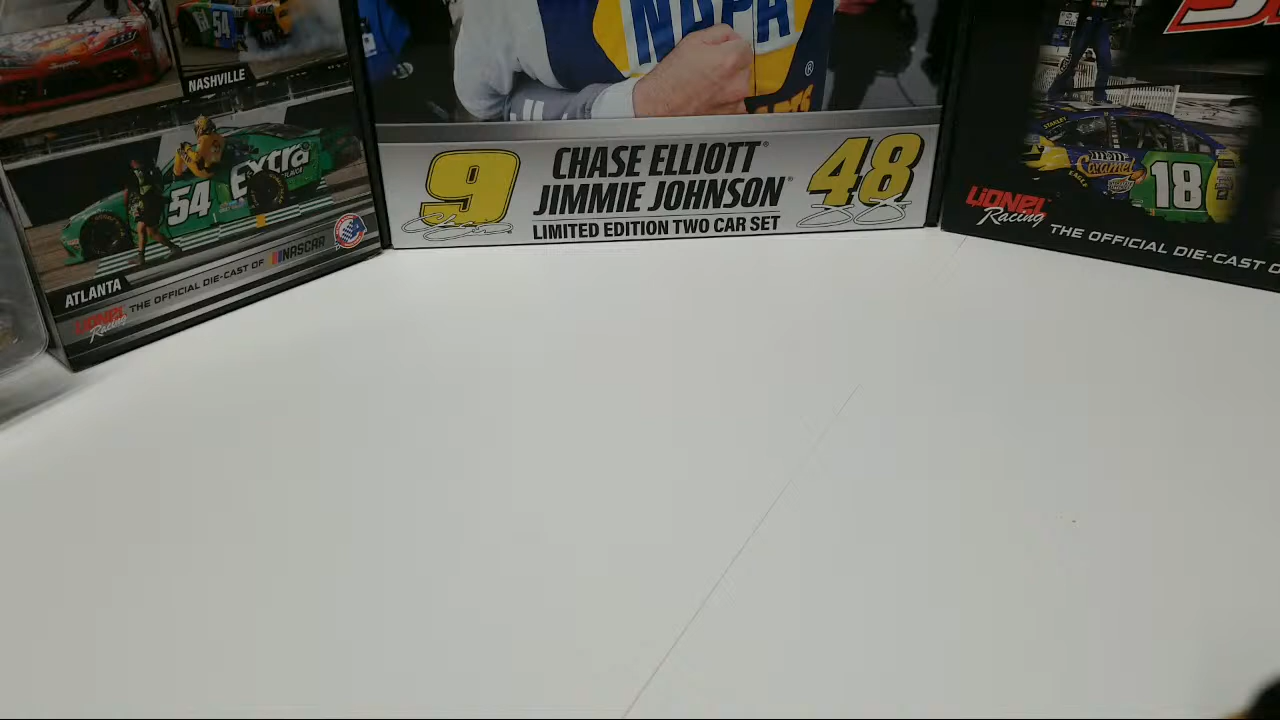 54
NASHVILLE
54
extra
ATLANTA
LIONEL
Racing
THE OFFICIAL DIE-CAST OF NASCAR
NAPA
®
9
CHASE ELLIOTT®
JIMMIE JOHNSON®
LIMITED EDITION TWO CAR SET
48
Caramel
18
LIONEL
Racing
THE OFFICIAL DIE-CAST O